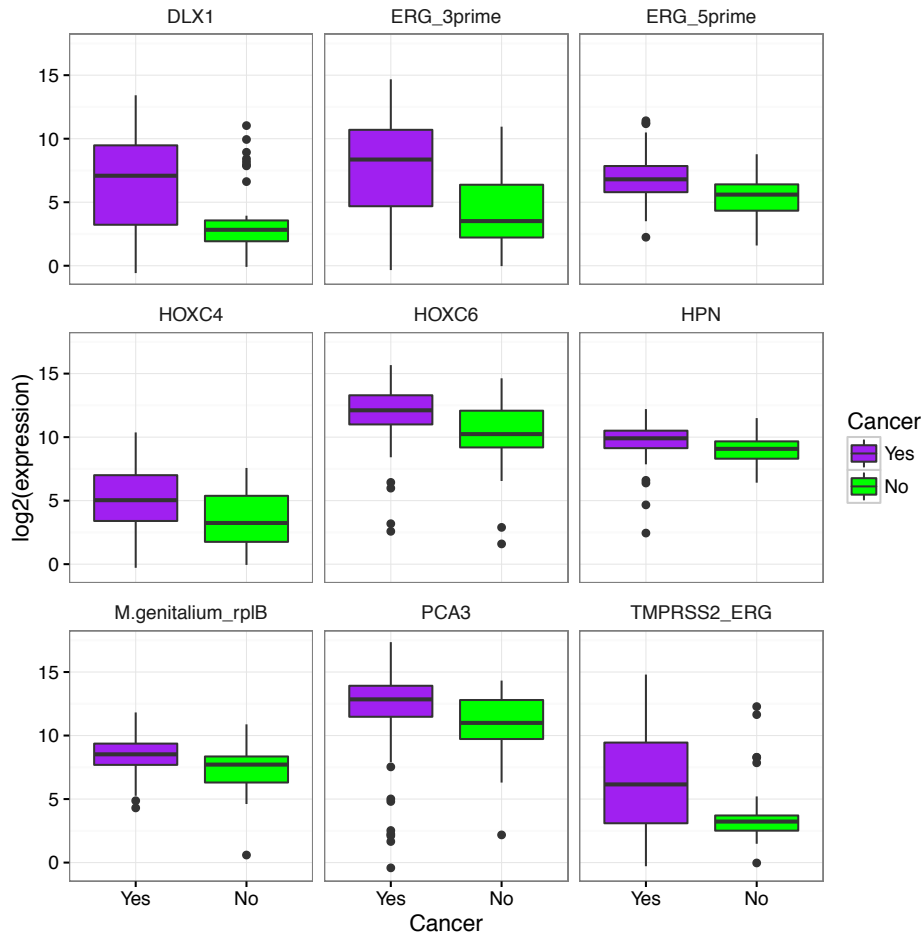 DLX1 ERG_3prime ERG_5prime
15
10
5
0
HOXC4 HOXC6 HPN
log2(expression)
15
10
5
0
Cancer
Yes
No
M.genitalium_rplB PCA3 TMPRSS2_ERG
15
10
5
0
Yes No Yes No Yes No
Cancer